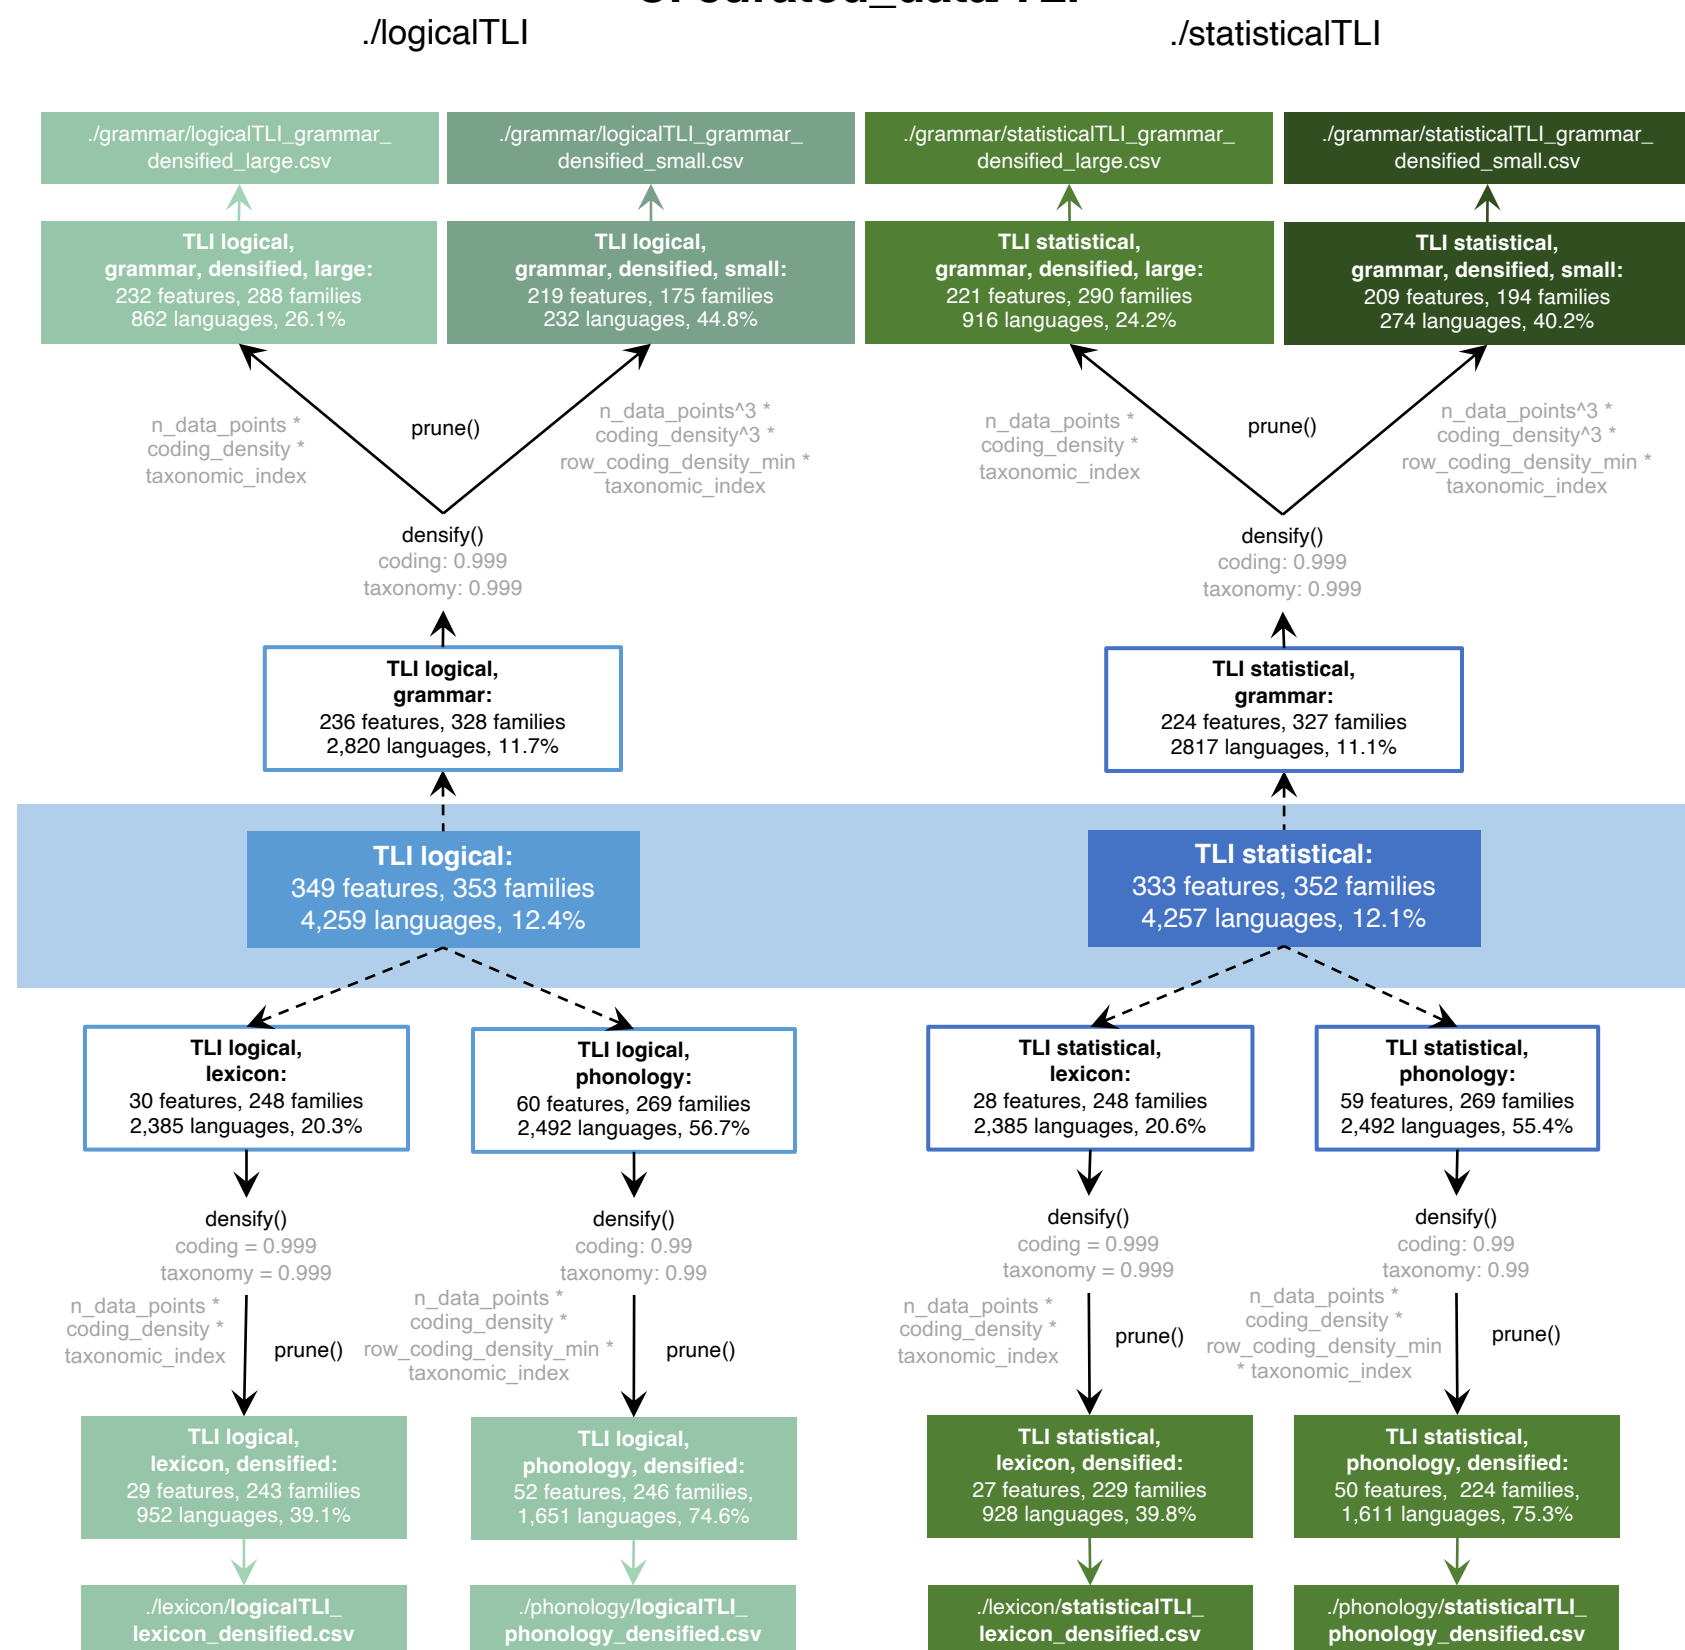 ./logicalTLI
./statisticalTLI
./grammar/logicalTLI_grammar_
densified_large.csv
./grammar/logicalTLI_grammar_
densified_small.csv
./grammar/statisticalTLI_grammar_
densified_large.csv
./grammar/statisticalTLI_grammar_
densified_small.csv
TLI logical,
grammar, densified, large:
232 features, 288 families
862 languages, 26.1%
TLI logical,
grammar, densified, small:
219 features, 175 families
232 languages, 44.8%
TLI statistical,
grammar, densified, large:
221 features, 290 families
916 languages, 24.2%
TLI statistical,
grammar, densified, small:
209 features, 194 families
274 languages, 40.2%
n_data_points *
coding_density *
taxonomic_index
prune()
n_data_points^3 *
coding_density^3 *
row_coding_density_min *
taxonomic_index
n_data_points *
coding_density *
taxonomic_index
prune()
n_data_points^3 *
coding_density^3 *
row_coding_density_min *
taxonomic_index
densify()
coding: 0.999
taxonomy: 0.999
densify()
coding: 0.999
taxonomy: 0.999
TLI logical,
grammar:
236 features, 328 families
2,820 languages, 11.7%
TLI statistical,
grammar:
224 features, 327 families
2817 languages, 11.1%
TLI logical:
349 features, 353 families
4,259 languages, 12.4%
TLI statistical:
333 features, 352 families
4,257 languages, 12.1%
TLI logical,
lexicon:
30 features, 248 families
2,385 languages, 20.3%
TLI logical,
phonology:
60 features, 269 families
2,492 languages, 56.7%
TLI statistical,
lexicon:
28 features, 248 families
2,385 languages, 20.6%
TLI statistical,
phonology:
59 features, 269 families
2,492 languages, 55.4%
densify()
coding = 0.999
taxonomy = 0.999
densify()
coding: 0.99
taxonomy: 0.99
densify()
coding = 0.999
taxonomy = 0.999
densify()
coding: 0.99
taxonomy: 0.99
n_data_points *
coding_density *
taxonomic_index
prune()
n_data_points *
coding_density *
row_coding_density_min *
taxonomic_index
prune()
n_data_points *
coding_density *
taxonomic_index
prune()
n_data_points *
coding_density *
row_coding_density_min
* taxonomic_index
prune()
TLI logical,
lexicon, densified:
29 features, 243 families
952 languages, 39.1%
TLI logical,
phonology, densified:
52 features, 246 families,
1,651 languages, 74.6%
TLI statistical,
lexicon, densified:
27 features, 229 families
928 languages, 39.8%
TLI statistical,
phonology, densified:
50 features, 224 families,
1,611 languages, 75.3%
./lexicon/logicalTLI_
lexicon_densified.csv
./phonology/logicalTLI_
phonology_densified.csv
./lexicon/statisticalTLI_
lexicon_densified.csv
./phonology/statisticalTLI_
phonology_densified.csv